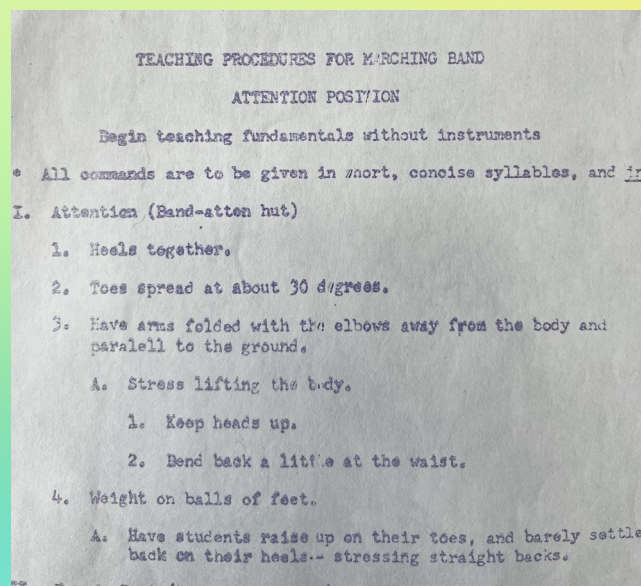 TEACHING PROCEDURES FOR MARCHING BAND
ATTENTION POSITION
Begin teaching fundamentals without instruments
* All commands are to be given in short, concise syllables, and
I. Attention (Band-atten hut)
1. Heels together.
2. Toes spread at about 30 degrees.
3. Have arms folded with the elbows away from the body and
paralell to the ground.
A. Stress lifting the body.
1. Keep heads up.
2. Bend back a little at the waist.
4. Weight on balls of feet.
A. Have students raise up on their toes, and barely settle
back on their heels-- stressing straight backs.